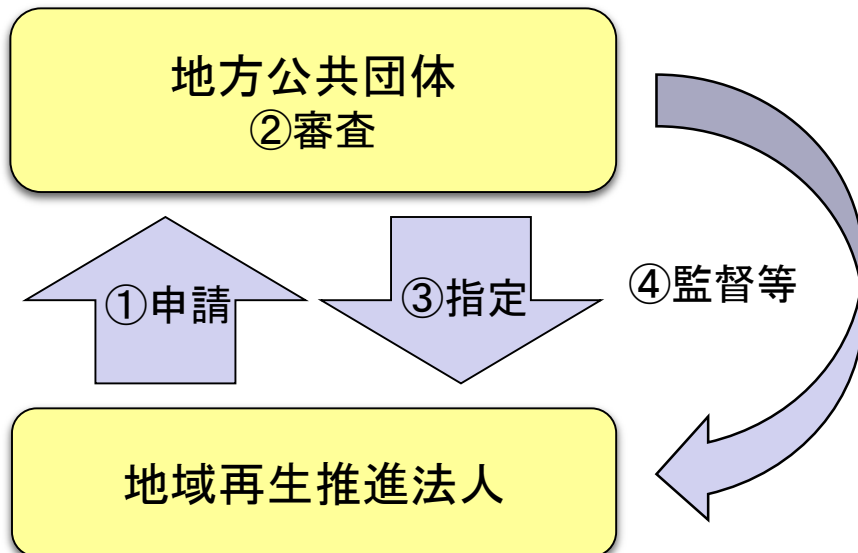 地方公共団体
②審査
①申請
③指定
④監督等
地域再生推進法人